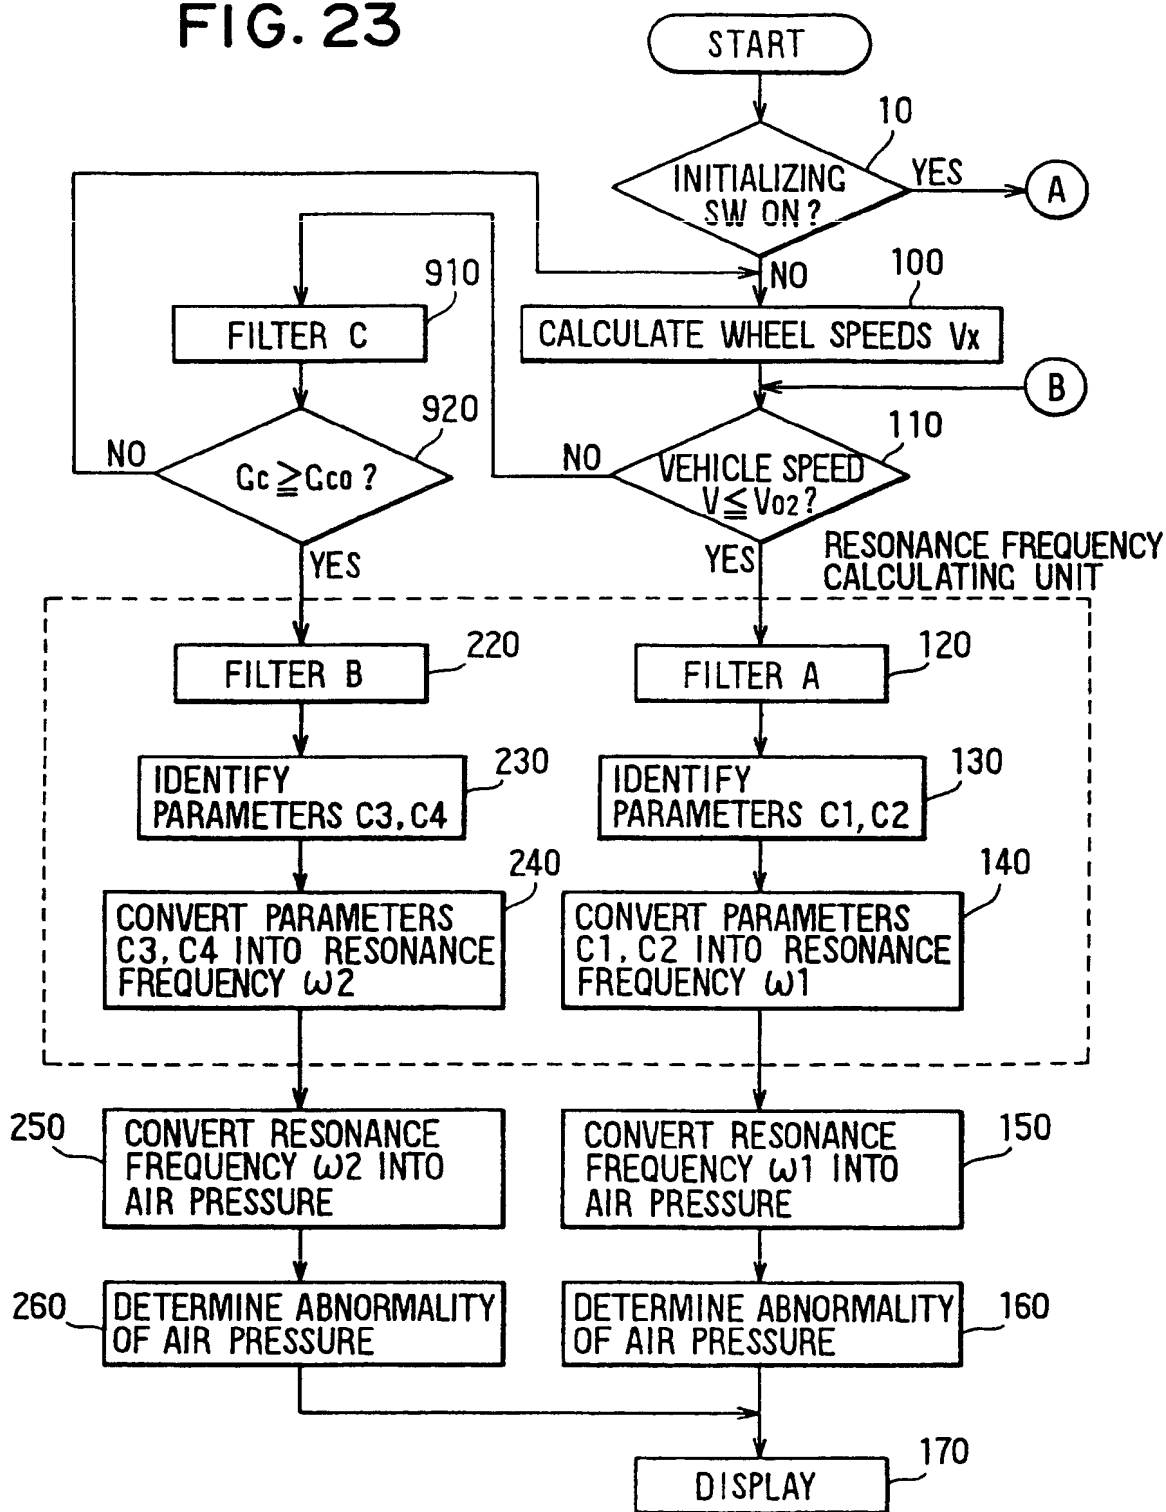 FIG. 23
START
10
INITIALIZING
SW ON?
YES
A
NO
100
CALCULATE WHEEL SPEEDS Vx
B
910
FILTER C
920
Gc ≧ Gc0 ?
NO
YES
110
VEHICLE SPEED
V ≦ V02?
NO
YES
RESONANCE FREQUENCY
CALCULATING UNIT
220
FILTER B
120
FILTER A
230
IDENTIFY
PARAMETERS C3, C4
130
IDENTIFY
PARAMETERS C1, C2
240
CONVERT PARAMETERS
C3, C4 INTO RESONANCE
FREQUENCY ω2
140
CONVERT PARAMETERS
C1, C2 INTO RESONANCE
FREQUENCY ω1
250
CONVERT RESONANCE
FREQUENCY ω2 INTO
AIR PRESSURE
150
CONVERT RESONANCE
FREQUENCY ω1 INTO
AIR PRESSURE
260
DETERMINE ABNORMALITY
OF AIR PRESSURE
160
DETERMINE ABNORMALITY
OF AIR PRESSURE
170
DISPLAY